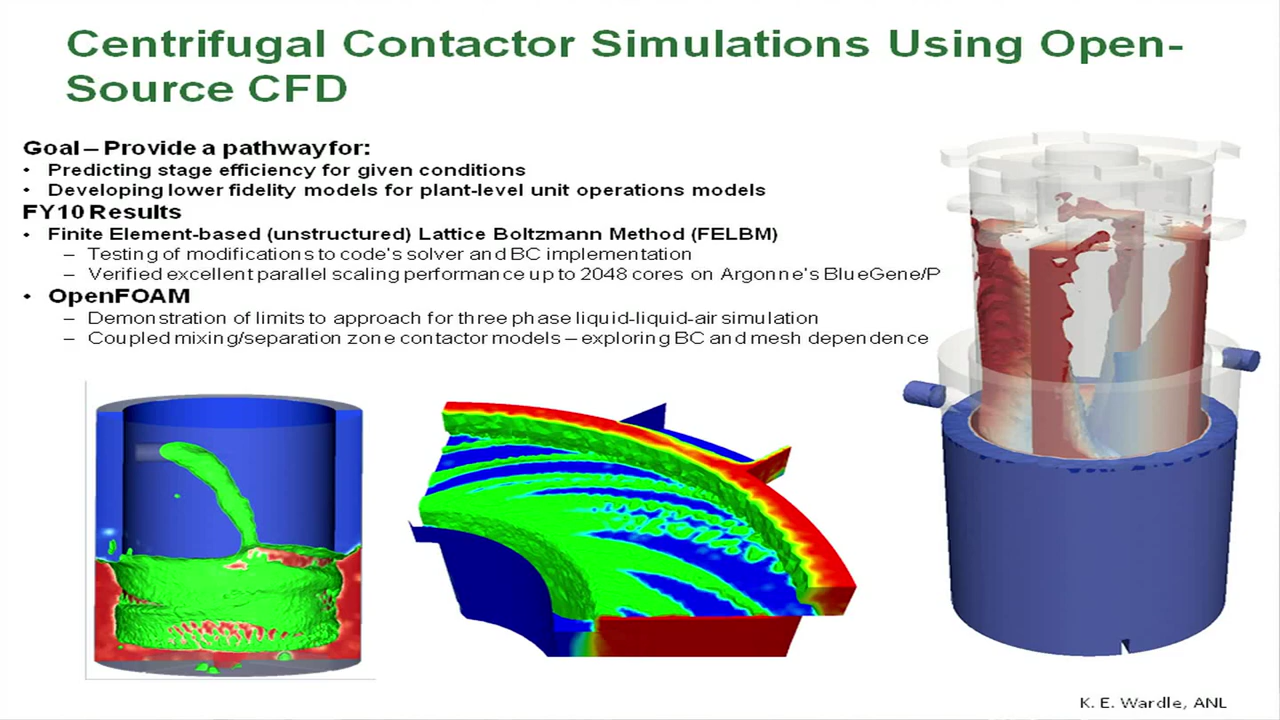 Centrifugal Contactor Simulations Using Open-
Source CFD
Goal – Provide a pathway for:
• Predicting stage efficiency for given conditions
• Developing lower fidelity models for plant-level unit operations models
FY10 Results
• Finite Element-based (unstructured) Lattice Boltzmann Method (FELBM)
– Testing of modifications to code's solver and BC implementation
– Verified excellent parallel scaling performance up to 2048 cores on Argonne's BlueGene/P
• OpenFOAM
– Demonstration of limits to approach for three phase liquid-liquid-air simulation
– Coupled mixing/separation zone contactor models – exploring BC and mesh dependence
K. E. Wardle, ANL